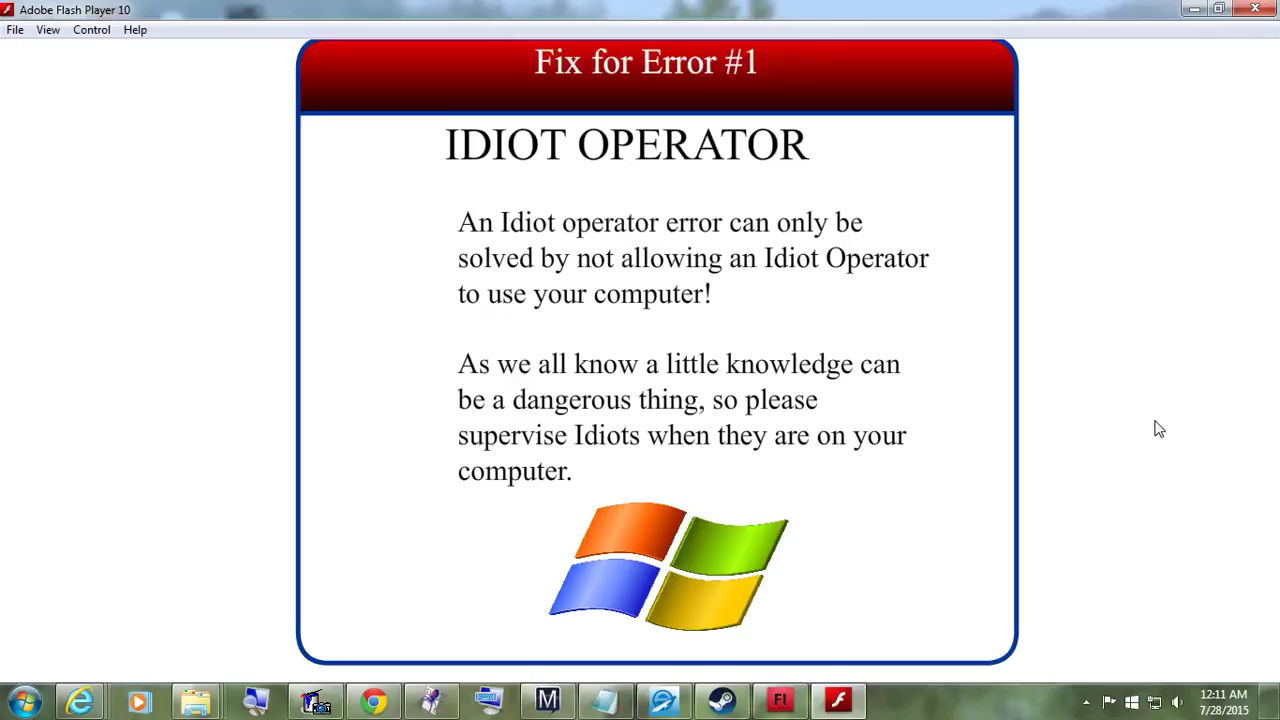 Adobe Flash Player 10
File View Control Help
Fix for Error #1
IDIOT OPERATOR
An Idiot operator error can only be
solved by not allowing an Idiot Operator
to use your computer!
As we all know a little knowledge can
be a dangerous thing, so please
supervise Idiots when they are on your
computer.
M
Fl
12:11 AM
7/28/2015